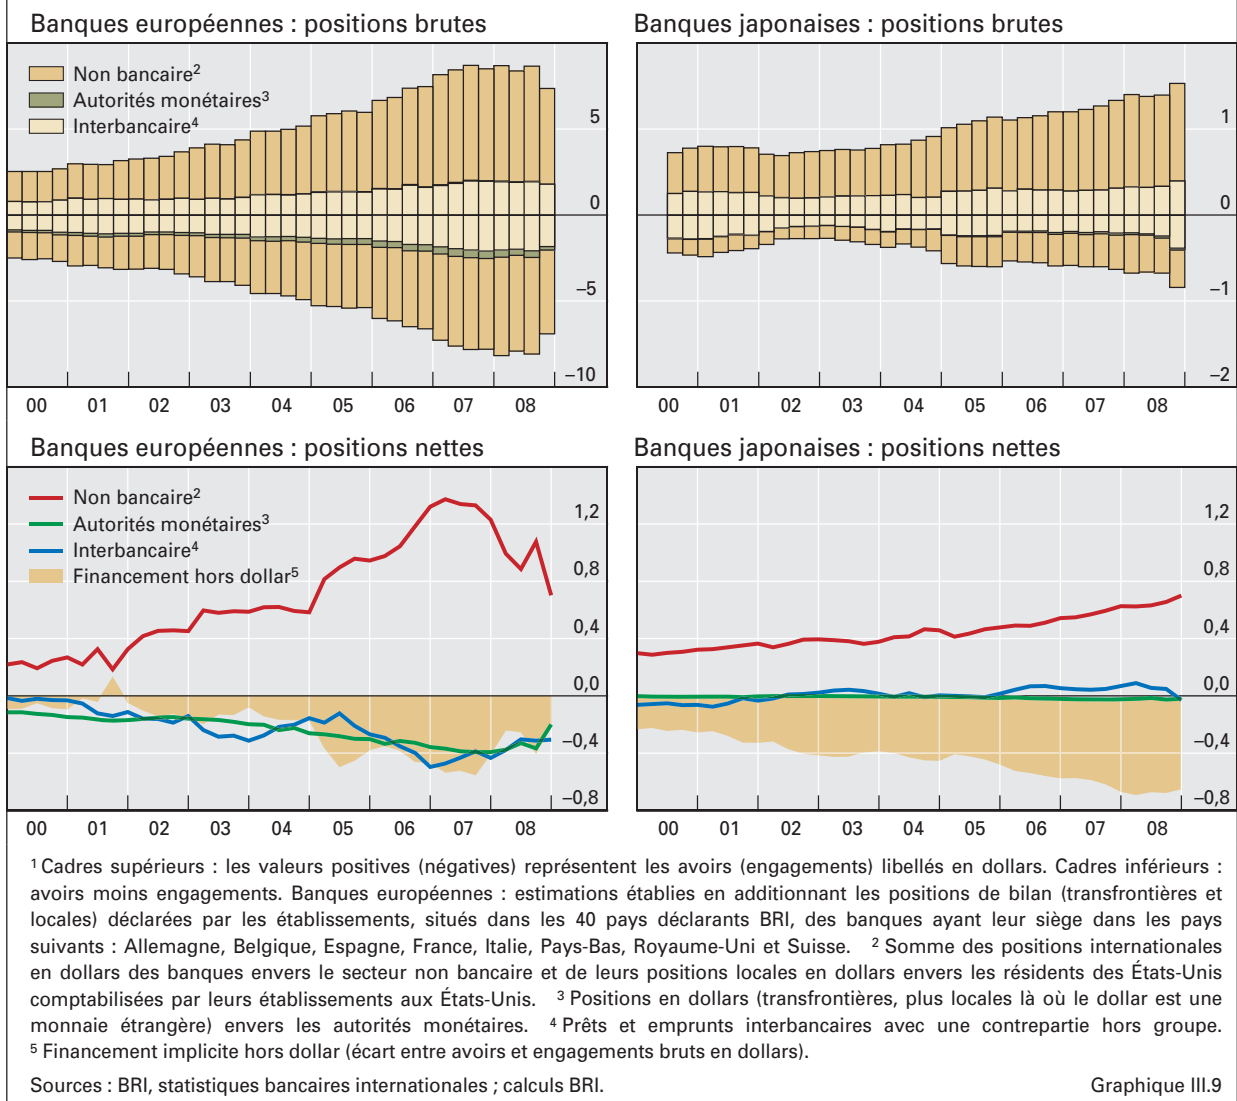 Banques européennes : positions brutes
Non bancaire²
Autorités monétaires³
Interbancaire⁴
5
0
–5
–10
00 01 02 03 04 05 06 07 08
Banques japonaises : positions brutes
1
0
–1
–2
00 01 02 03 04 05 06 07 08
Banques européennes : positions nettes
Non bancaire²
Autorités monétaires³
Interbancaire⁴
Financement hors dollar⁵
1,2
0,8
0,4
0,0
–0,4
–0,8
00 01 02 03 04 05 06 07 08
Banques japonaises : positions nettes
1,2
0,8
0,4
0,0
–0,4
–0,8
00 01 02 03 04 05 06 07 08
¹ Cadres supérieurs : les valeurs positives (négatives) représentent les avoirs (engagements) libellés en dollars. Cadres inférieurs :
avoirs moins engagements. Banques européennes : estimations établies en additionnant les positions de bilan (transfrontières et
locales) déclarées par les établissements, situés dans les 40 pays déclarants BRI, des banques ayant leur siège dans les pays
suivants : Allemagne, Belgique, Espagne, France, Italie, Pays-Bas, Royaume-Uni et Suisse. ² Somme des positions internationales
en dollars des banques envers le secteur non bancaire et de leurs positions locales en dollars envers les résidents des États-Unis
comptabilisées par leurs établissements aux États-Unis. ³ Positions en dollars (transfrontières, plus locales là où le dollar est une
monnaie étrangère) envers les autorités monétaires. ⁴ Prêts et emprunts interbancaires avec une contrepartie hors groupe.
⁵ Financement implicite hors dollar (écart entre avoirs et engagements bruts en dollars).
Sources : BRI, statistiques bancaires internationales ; calculs BRI.
Graphique III.9